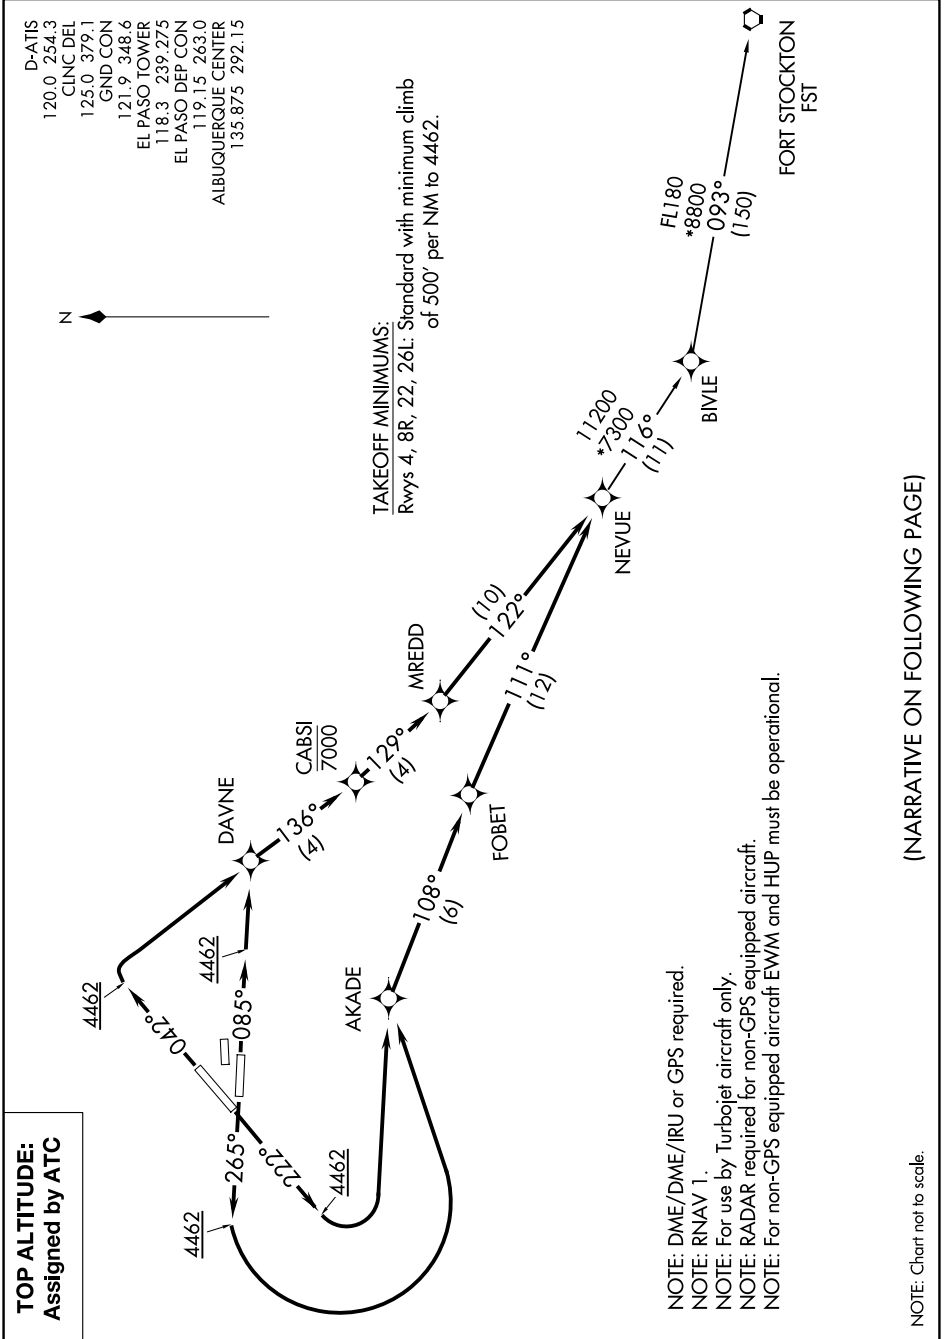 TOP ALTITUDE:
Assigned by ATC
D-ATIS
120.0 254.3
CLNC DEL
125.0 379.1
GND CON
121.9 348.6
EL PASO TOWER
118.3 239.275
EL PASO DEP CON
119.15 263.0
ALBUQUERQUE CENTER
135.875 292.15
N
TAKEOFF MINIMUMS:
Rwys 4, 8R, 22, 26L: Standard with minimum climb
of 500' per NM to 4462.
4462
042°
4462
085°
265°
4462
222°
4462
DAVNE
136°
(4)
CABSI
7000
129°
(4)
MREDD
(10)
122°
AKADE
108°
(6)
FOBET
111°
(12)
NEVUE
11200
*7300
116°
(11)
BIVLE
FL180
*8800
093°
(150)
FORT STOCKTON
FST
NOTE: DME/DME/IRU or GPS required.
NOTE: RNAV 1.
NOTE: For use by Turbojet aircraft only.
NOTE: RADAR required for non-GPS equipped aircraft.
NOTE: For non-GPS equipped aircraft EWM and HUP must be operational.
(NARRATIVE ON FOLLOWING PAGE)
NOTE: Chart not to scale.